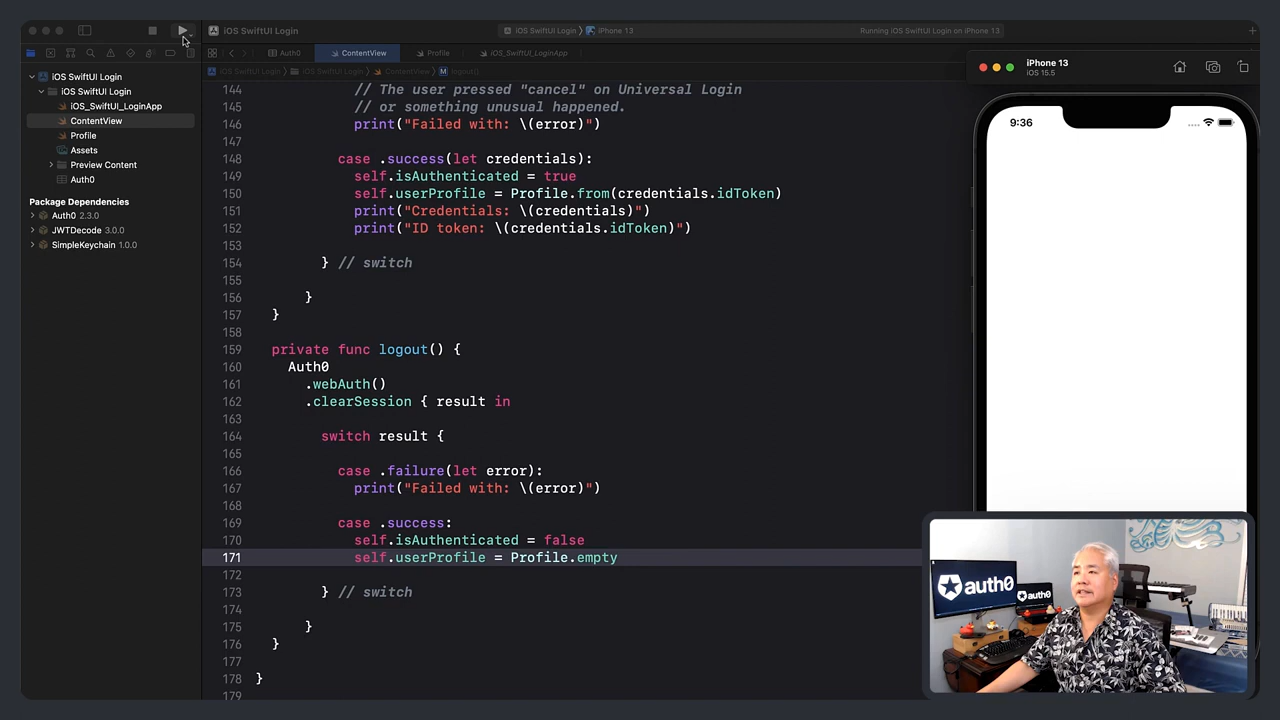 iOS SwiftUI Login
iOS SwiftUI Login
iPhone 13
Running iOS SwiftUI Login on iPhone 13
Auth0
ContentView
Profile
iOS_SwiftUI_LoginApp
iOS SwiftUI Login
iOS SwiftUI Login
ContentView
M
logout()
iOS SwiftUI Login
iOS SwiftUI Login
iOS_SwiftUI_LoginApp
ContentView
Profile
Assets
Preview Content
Auth0
Package Dependencies
Auth0 2.3.0
JWTDecode 3.0.0
SimpleKeychain 1.0.0
144 // The user pressed "cancel" on Universal Login
145 // or something unusual happened.
146 print("Failed with: \(error)")
147
148 case .success(let credentials):
149 self.isAuthenticated = true
150 self.userProfile = Profile.from(credentials.idToken)
151 print("Credentials: \(credentials)")
152 print("ID token: \(credentials.idToken)")
153
154 } // switch
155
156 }
157 }
158
159 private func logout() {
160 Auth0
161 .webAuth()
162 .clearSession { result in
163
164 switch result {
165
166 case .failure(let error):
167 print("Failed with: \(error)")
168
169 case .success:
170 self.isAuthenticated = false
171 self.userProfile = Profile.empty
172
173 } // switch
174
175 }
176 }
177
178 }
179
iPhone 13
iOS 15.5
9:36
auth0
auth0